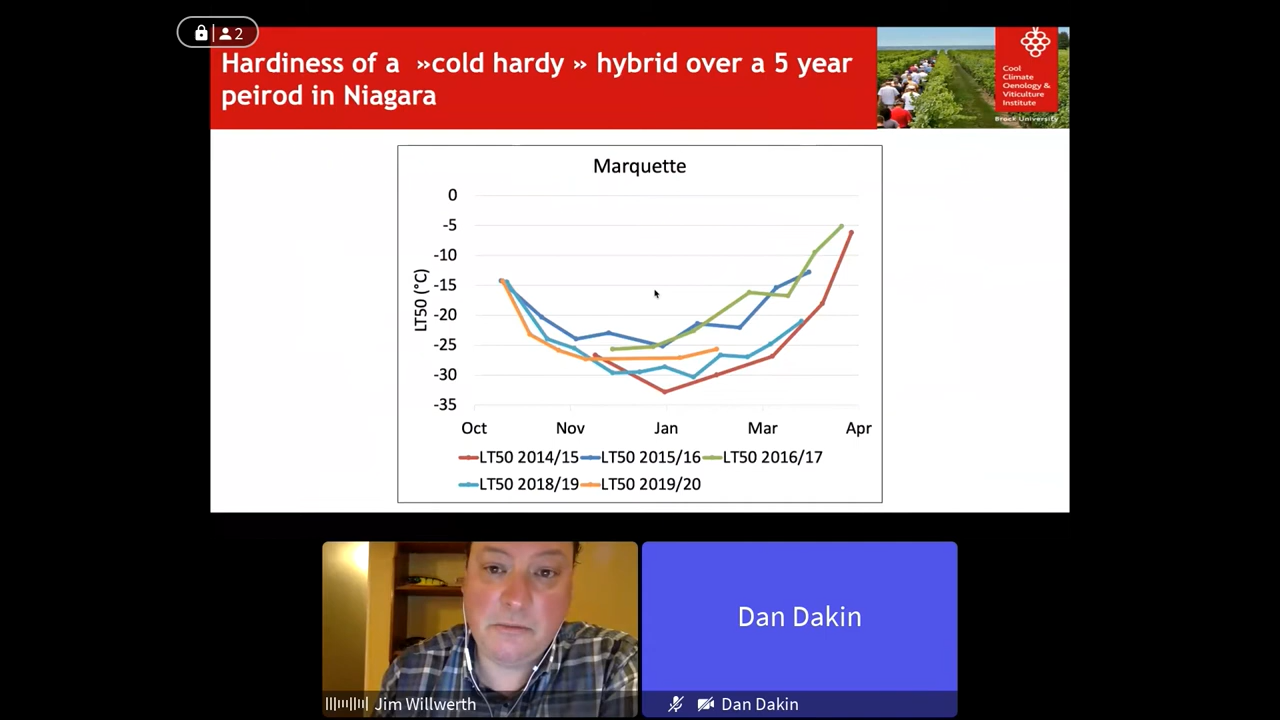 2
Hardiness of a »cold hardy » hybrid over a 5 year
peirod in Niagara
Cool
Climate
Oenology &
Viticulture
Institute
Brock University
Marquette
0
-5
-10
-15
-20
-25
-30
-35
LT50 (°C)
Oct Nov Jan Mar Apr
LT50 2014/15 LT50 2015/16 LT50 2016/17
LT50 2018/19 LT50 2019/20
Dan Dakin
Jim Willwerth
Dan Dakin